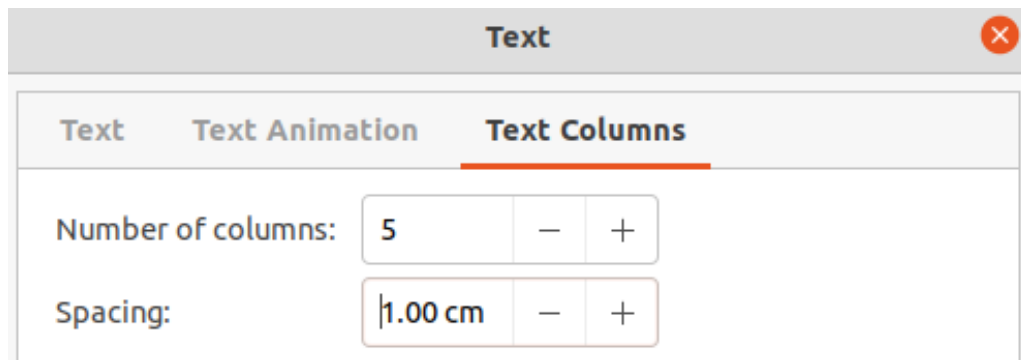 Text
Text Text Animation Text Columns
Number of columns: 5 − +
Spacing: 1.00 cm − +